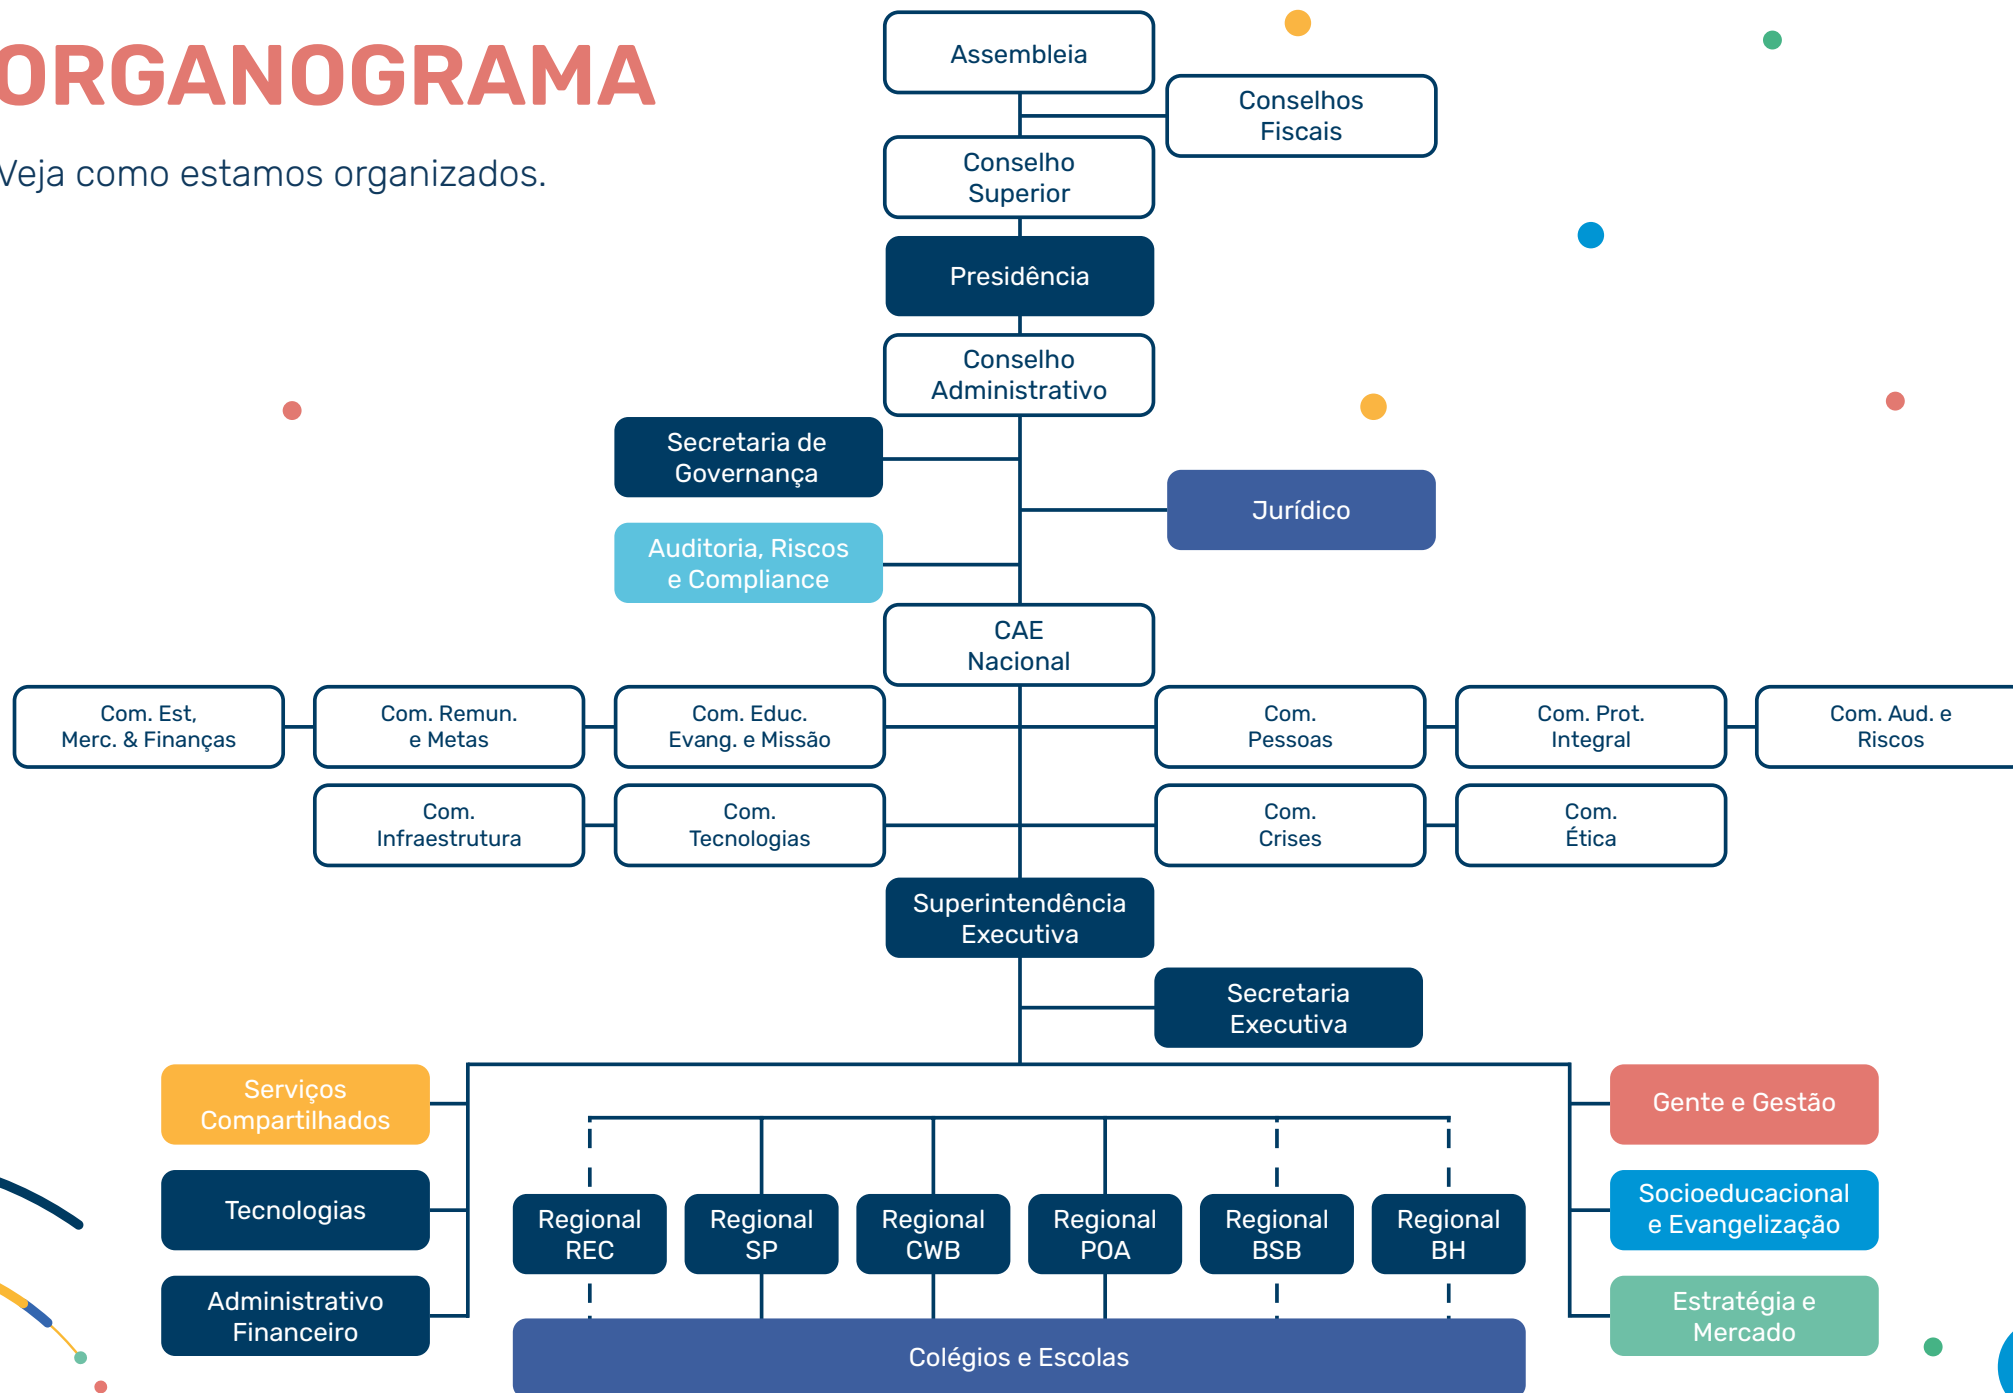 ORGANOGRAMA
Veja como estamos organizados.
Assembleia
Conselhos
Fiscais
Conselho
Superior
Presidência
Conselho
Administrativo
Secretaria de
Governança
Jurídico
Auditoria, Riscos
e Compliance
CAE
Nacional
Com. Est,
Merc. & Finanças
Com. Remun.
e Metas
Com. Educ.
Evang. e Missão
Com.
Pessoas
Com. Prot.
Integral
Com. Aud. e
Riscos
Com.
Infraestrutura
Com.
Tecnologias
Com.
Crises
Com.
Ética
Superintendência
Executiva
Secretaria
Executiva
Serviços
Compartilhados
Tecnologias
Administrativo
Financeiro
Regional
REC
Regional
SP
Regional
CWB
Regional
POA
Regional
BSB
Regional
BH
Gente e Gestão
Socioeducacional
e Evangelização
Estratégia e
Mercado
Colégios e Escolas